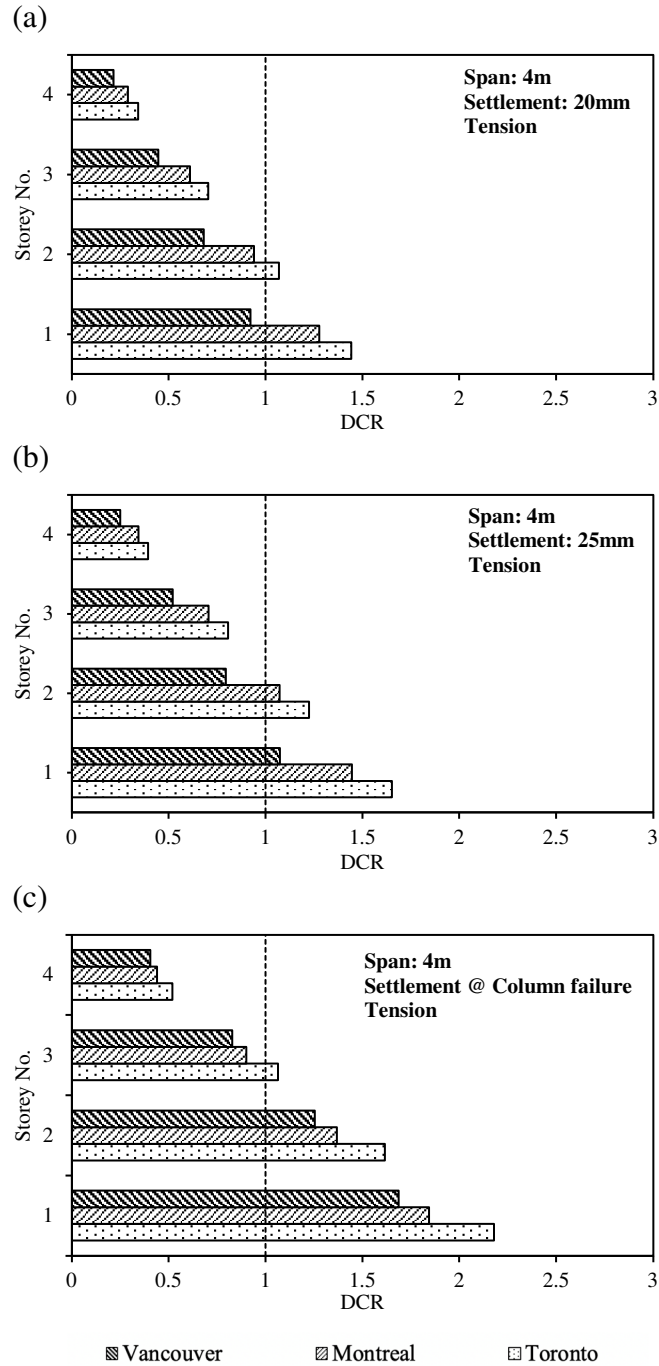 (a)
Span: 4m
Settlement: 20mm
Tension
Storey No.
4
3
2
1
0 0.5 1 1.5 2 2.5 3
DCR
(b)
Span: 4m
Settlement: 25mm
Tension
Storey No.
4
3
2
1
0 0.5 1 1.5 2 2.5 3
DCR
(c)
Span: 4m
Settlement @ Column failure
Tension
Storey No.
4
3
2
1
0 0.5 1 1.5 2 2.5 3
DCR
Vancouver Montreal Toronto